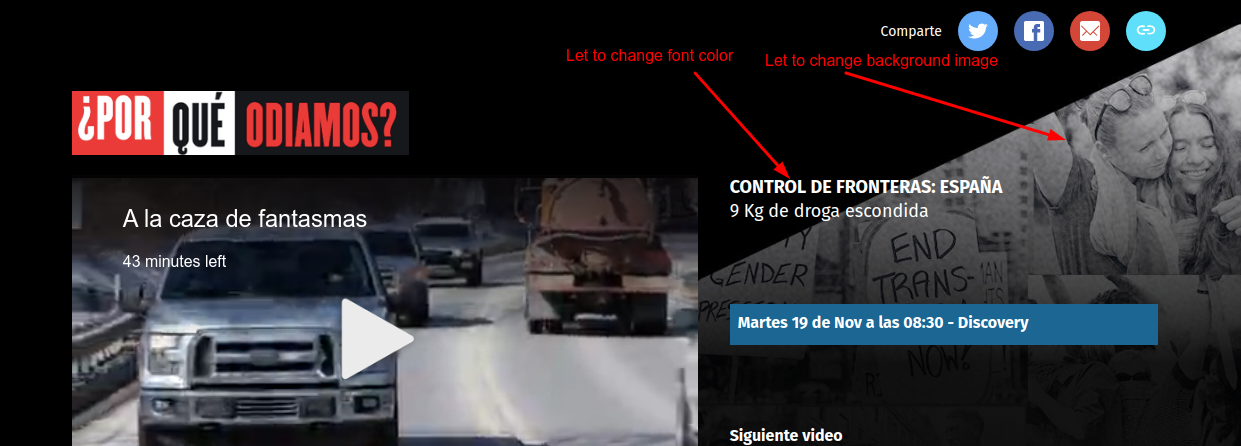 Comparte
Let to change font color
Let to change background image
¿POR QUÉ ODIAMOS?
CONTROL DE FRONTERAS: ESPAÑA
9 Kg de droga escondida
A la caza de fantasmas
43 minutes left
END
TRANS-
GENDER
Martes 19 de Nov a las 08:30 - Discovery
NOW!
Siguiente video